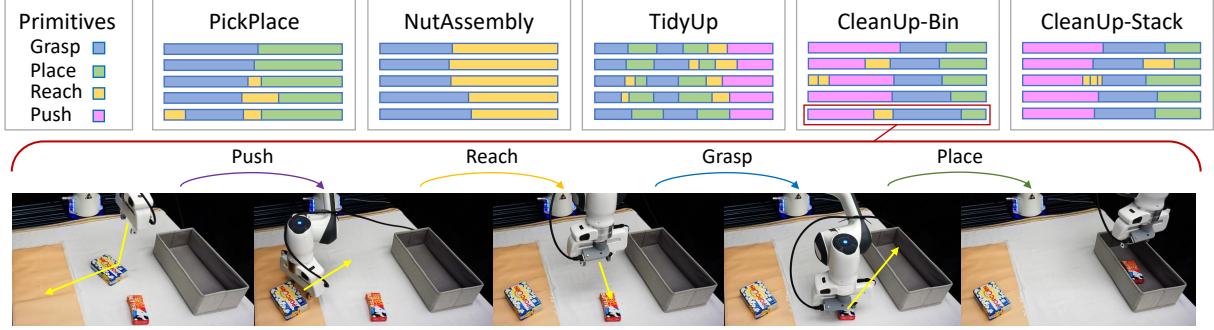 Primitives
Grasp
Place
Reach
Push
PickPlace
NutAssembly
TidyUp
CleanUp-Bin
CleanUp-Stack
Push
Reach
Grasp
Place